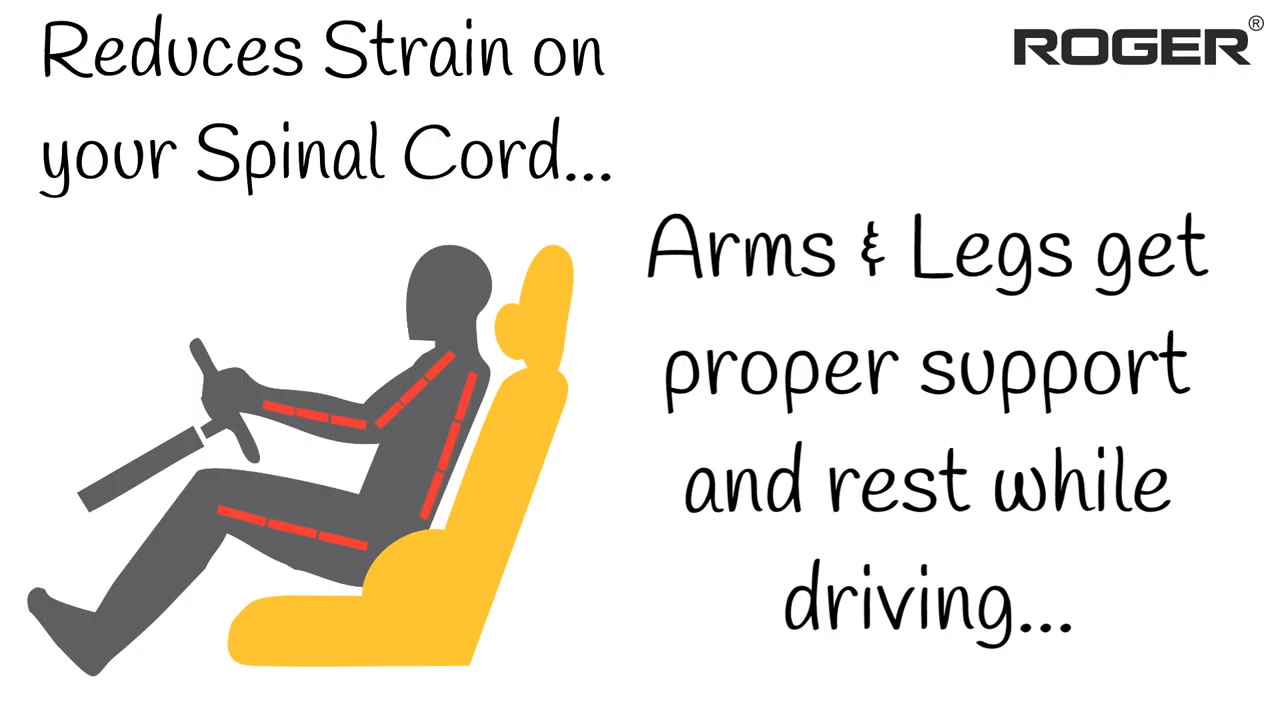 Reduces Strain on
your Spinal Cord...
ROGER®
Arms & Legs get
proper support
and rest while
driving...